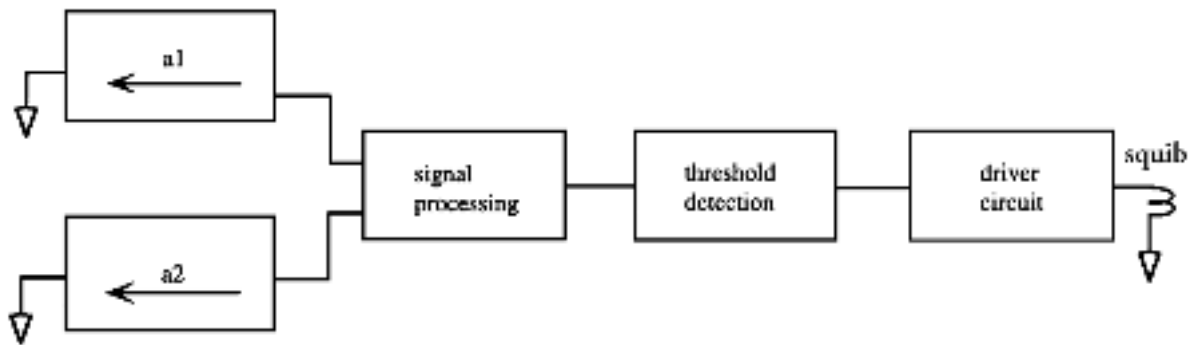 a1
a2
signal
processing
threshold
detection
driver
circuit
squib